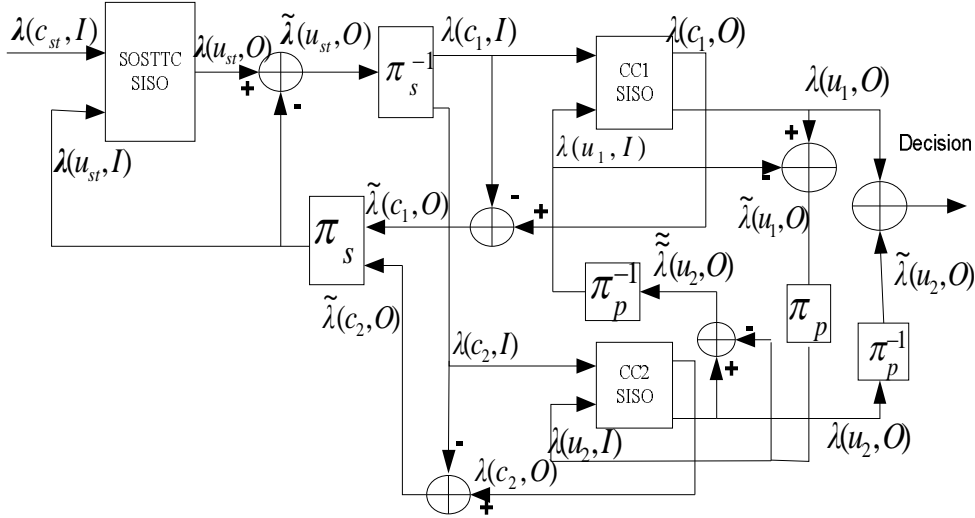 λ(c_st, I)
SOSTTC
SISO
λ(u_st, O)
λ̃(u_st, O)
+
-
λ(u_st, I)
π_s^{-1}
λ(c_1, I)
CC1
SISO
λ(c_1, O)
λ(u_1, O)
λ(u_1, I)
+
-
Decision
λ̃(u_1, O)
-
+
λ̃(c_1, O)
π_s
λ̃(c_2, O)
π_p^{-1}
λ̃̃(u_2, O)
-
+
π_p
λ̃(u_2, O)
π_p^{-1}
λ(c_2, I)
CC2
SISO
λ(u_2, I)
λ(u_2, O)
-
+
λ(c_2, O)